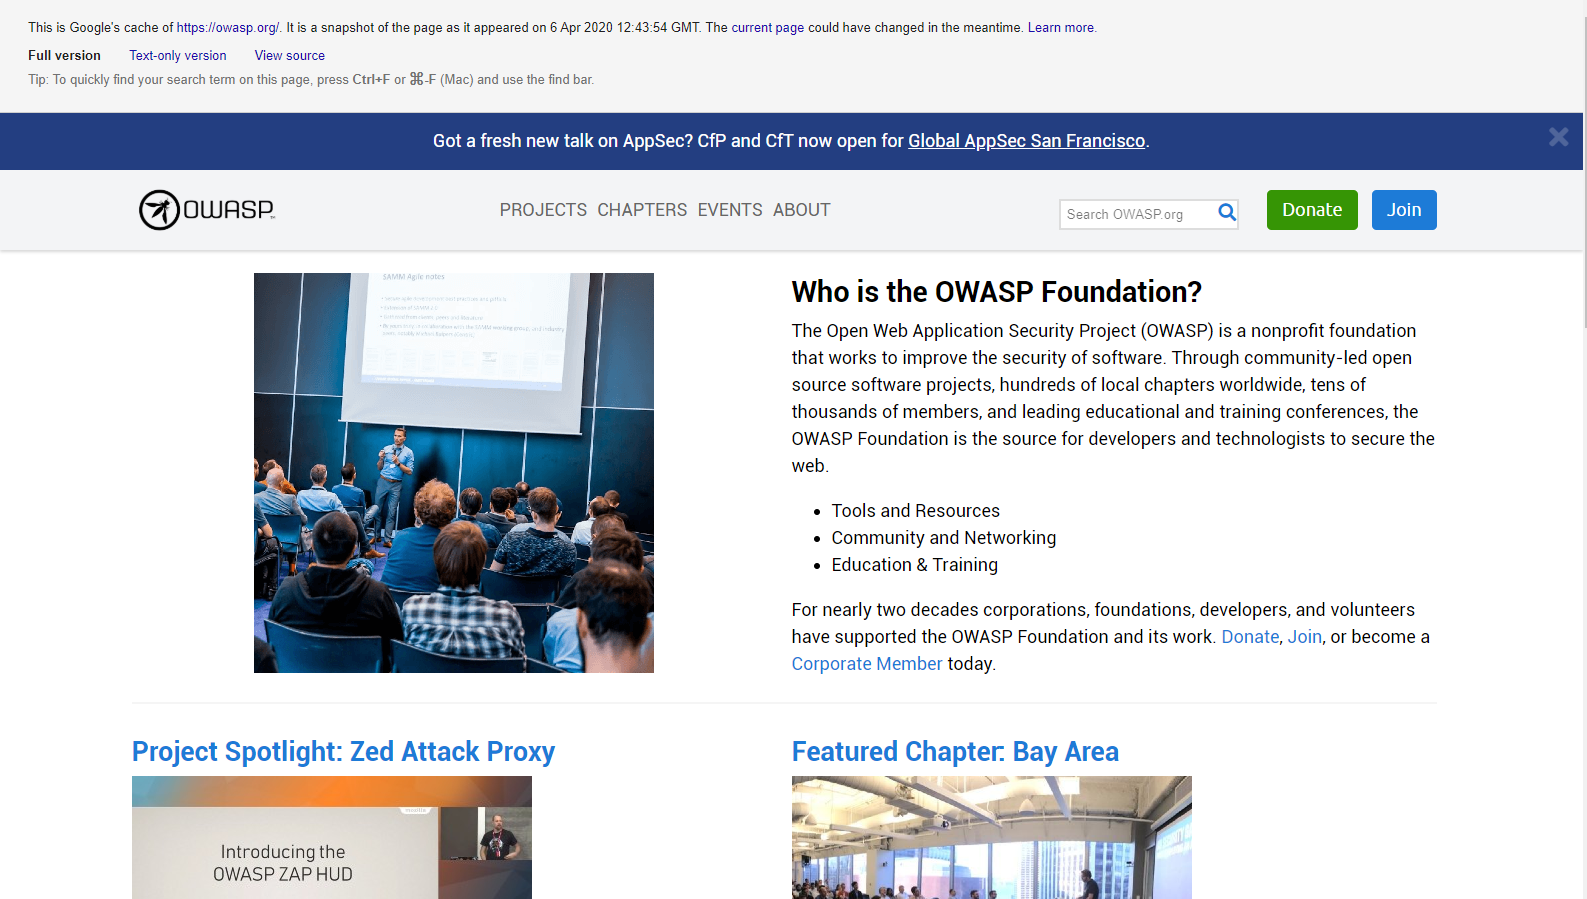 This is Google's cache of https://owasp.org/. It is a snapshot of the page as it appeared on 6 Apr 2020 12:43:54 GMT. The current page could have changed in the meantime. Learn more.
Full version Text-only version View source
Tip: To quickly find your search term on this page, press Ctrl+F or ⌘-F (Mac) and use the find bar.
Got a fresh new talk on AppSec? CfP and CfT now open for Global AppSec San Francisco.
OWASP PROJECTS CHAPTERS EVENTS ABOUT Search OWASP.org Donate Join
SAMM Agile notes
Who is the OWASP Foundation?
The Open Web Application Security Project (OWASP) is a nonprofit foundation
that works to improve the security of software. Through community-led open
source software projects, hundreds of local chapters worldwide, tens of
thousands of members, and leading educational and training conferences, the
OWASP Foundation is the source for developers and technologists to secure the
web.
• Tools and Resources
• Community and Networking
• Education & Training
For nearly two decades corporations, foundations, developers, and volunteers
have supported the OWASP Foundation and its work. Donate, Join, or become a
Corporate Member today.
Project Spotlight: Zed Attack Proxy
mozilla
Introducing the
OWASP ZAP HUD
Featured Chapter: Bay Area